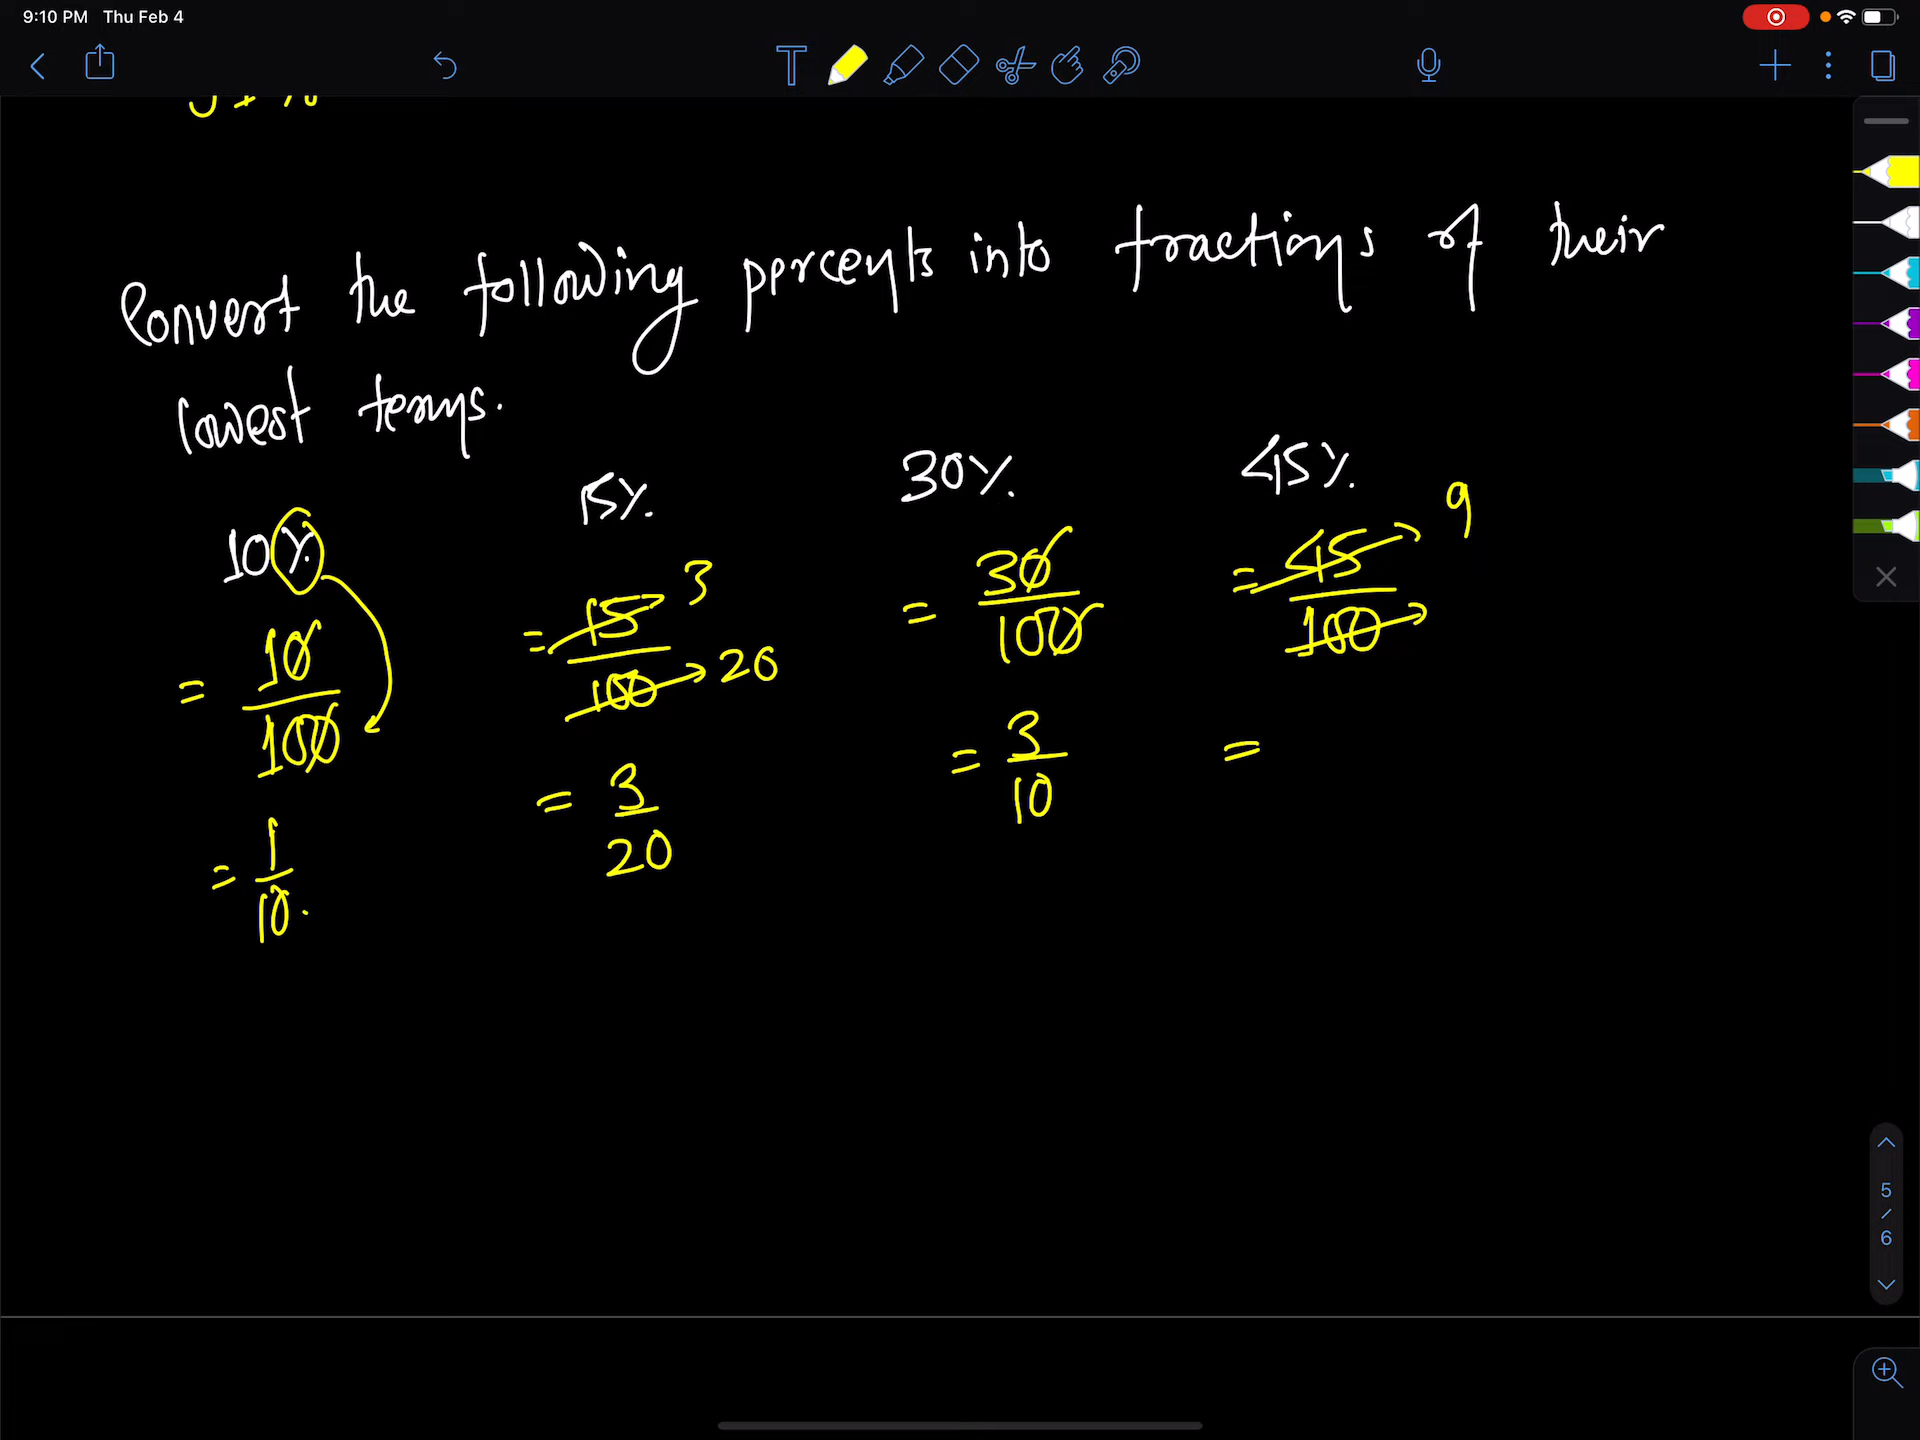 9:10 PM Thu Feb 4
Convert the following percents into fractions of their
lowest terms.
10% 15% 30% 45%
= 10/100 = 15/100 3 20 = 30/100 = 45/100 9
= 1/10. = 3/20 = 3/10 =
5
/
6